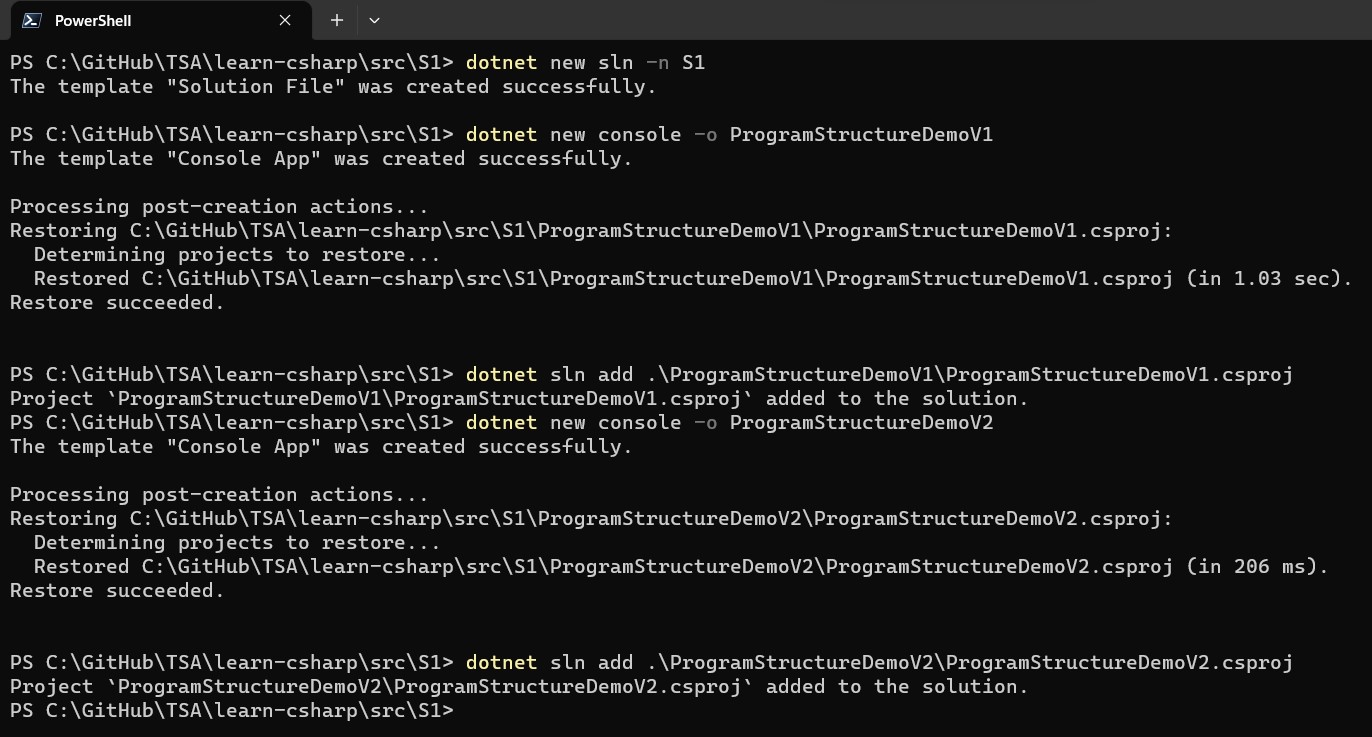 PowerShell
PS C:\GitHub\TSA\learn-csharp\src\S1> dotnet new sln -n S1
The template "Solution File" was created successfully.
PS C:\GitHub\TSA\learn-csharp\src\S1> dotnet new console -o ProgramStructureDemoV1
The template "Console App" was created successfully.
Processing post-creation actions...
Restoring C:\GitHub\TSA\learn-csharp\src\S1\ProgramStructureDemoV1\ProgramStructureDemoV1.csproj:
  Determining projects to restore...
  Restored C:\GitHub\TSA\learn-csharp\src\S1\ProgramStructureDemoV1\ProgramStructureDemoV1.csproj (in 1.03 sec).
Restore succeeded.
PS C:\GitHub\TSA\learn-csharp\src\S1> dotnet sln add .\ProgramStructureDemoV1\ProgramStructureDemoV1.csproj
Project `ProgramStructureDemoV1\ProgramStructureDemoV1.csproj` added to the solution.
PS C:\GitHub\TSA\learn-csharp\src\S1> dotnet new console -o ProgramStructureDemoV2
The template "Console App" was created successfully.
Processing post-creation actions...
Restoring C:\GitHub\TSA\learn-csharp\src\S1\ProgramStructureDemoV2\ProgramStructureDemoV2.csproj:
  Determining projects to restore...
  Restored C:\GitHub\TSA\learn-csharp\src\S1\ProgramStructureDemoV2\ProgramStructureDemoV2.csproj (in 206 ms).
Restore succeeded.
PS C:\GitHub\TSA\learn-csharp\src\S1> dotnet sln add .\ProgramStructureDemoV2\ProgramStructureDemoV2.csproj
Project `ProgramStructureDemoV2\ProgramStructureDemoV2.csproj` added to the solution.
PS C:\GitHub\TSA\learn-csharp\src\S1>